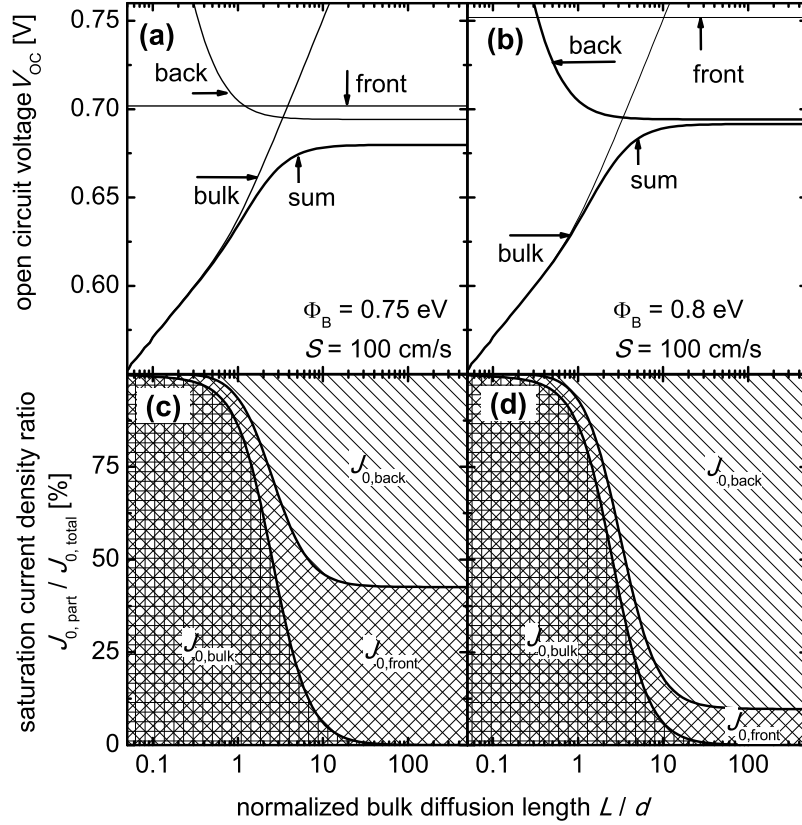 open circuit voltage V_OC [V]
0.75
0.70
0.65
0.60
(a)
back
front
bulk
sum
Φ_B = 0.75 eV
S = 100 cm/s
(b)
back
front
bulk
sum
Φ_B = 0.8 eV
S = 100 cm/s
saturation current density ratio
J_0, part / J_0, total [%]
75
50
25
0
(c)
J_0,back
J_0,bulk
J_0,front
(d)
J_0,back
J_0,bulk
J_0,front
0.1 1 10 100
0.1 1 10 100
normalized bulk diffusion length L / d